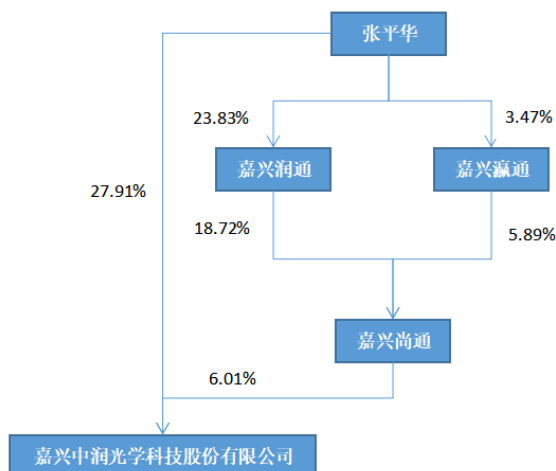 张平华
23.83%
3.47%
嘉兴润通
嘉兴瀛通
27.91%
18.72%
5.89%
嘉兴尚通
6.01%
嘉兴中润光学科技股份有限公司